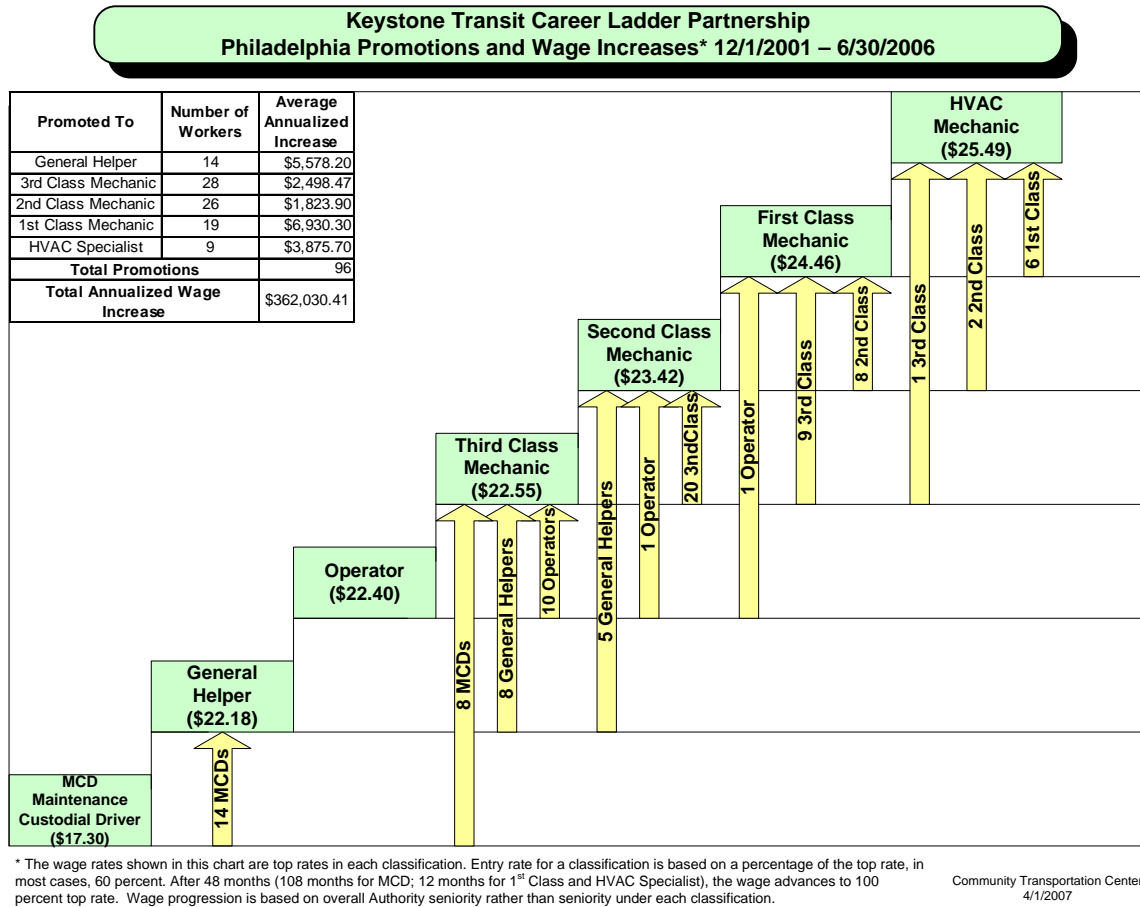 Keystone Transit Career Ladder Partnership
Philadelphia Promotions and Wage Increases* 12/1/2001 – 6/30/2006
Promoted To
Number of
Workers
Average
Annualized
Increase
General Helper 14 $5,578.20
3rd Class Mechanic 28 $2,498.47
2nd Class Mechanic 26 $1,823.90
1st Class Mechanic 19 $6,930.30
HVAC Specialist 9 $3,875.70
Total Promotions 96
Total Annualized Wage
Increase
$362,030.41
HVAC
Mechanic
($25.49)
1 3rd Class
2 2nd Class
6 1st Class
First Class
Mechanic
($24.46)
1 Operator
9 3rd Class
8 2nd Class
Second Class
Mechanic
($23.42)
5 General Helpers
1 Operator
20 3ndClass
Third Class
Mechanic
($22.55)
8 MCDs
8 General Helpers
10 Operators
Operator
($22.40)
General
Helper
($22.18)
14 MCDs
MCD
Maintenance
Custodial Driver
($17.30)
* The wage rates shown in this chart are top rates in each classification. Entry rate for a classification is based on a percentage of the top rate, in
most cases, 60 percent. After 48 months (108 months for MCD; 12 months for 1st Class and HVAC Specialist), the wage advances to 100
percent top rate. Wage progression is based on overall Authority seniority rather than seniority under each classification.
Community Transportation Center
4/1/2007